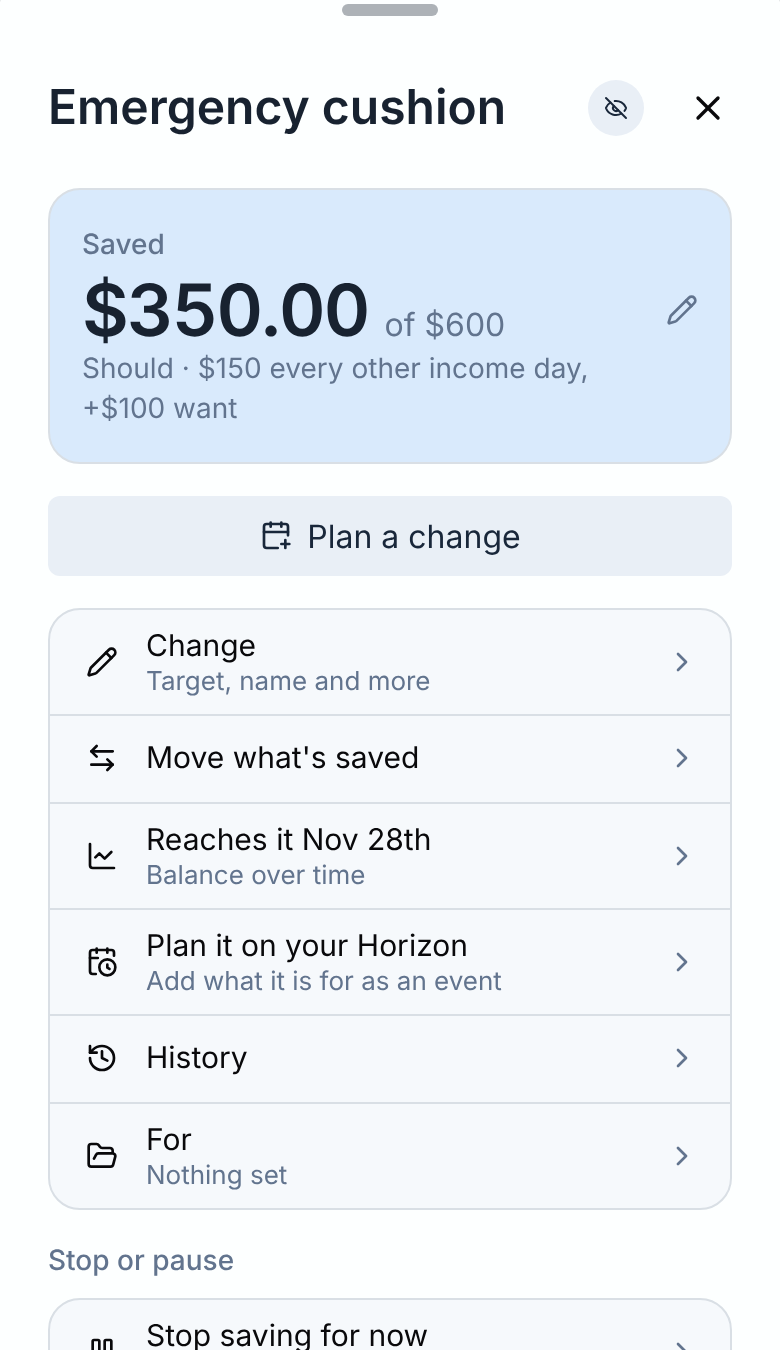 Emergency cushion
Saved
$350.00 of $600
Should · $150 every other income day,
+$100 want
Plan a change
Change
Target, name and more
Move what's saved
Reaches it Nov 28th
Balance over time
Plan it on your Horizon
Add what it is for as an event
History
For
Nothing set
Stop or pause
Stop saving for now